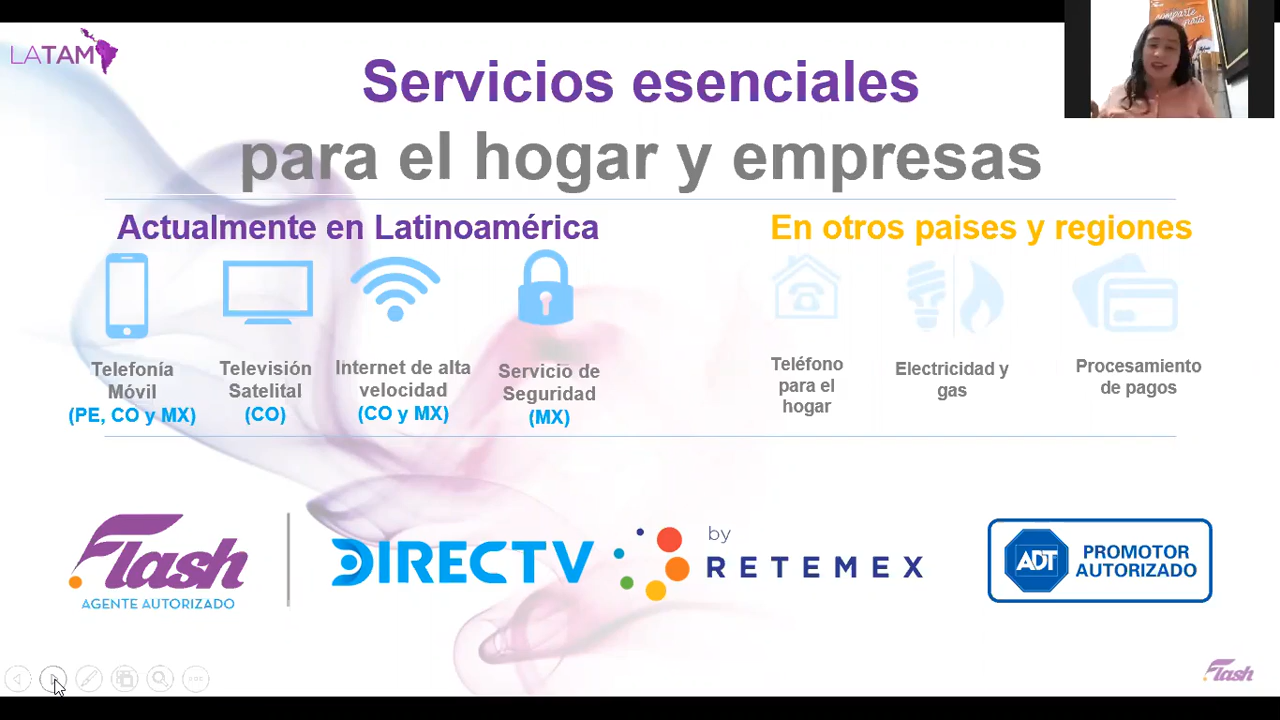 LATAM
Servicios esenciales
para el hogar y empresas
Actualmente en Latinoamérica
En otros paises y regiones
Telefonía
Móvil
(PE, CO y MX)
Televisión
Satelital
(CO)
Internet de alta
velocidad
(CO y MX)
Servicio de
Seguridad
(MX)
Teléfono
para el
hogar
Electricidad y
gas
Procesamiento
de pagos
Flash
AGENTE AUTORIZADO
DIRECTV
by
RETEMEX
ADT
PROMOTOR
AUTORIZADO
Flash
comparte
gratis